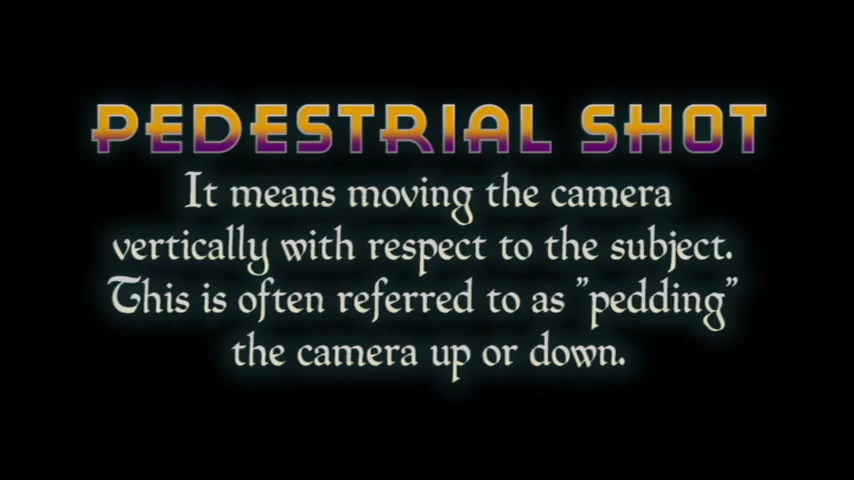 PEDESTRIAL SHOT
It means moving the camera
vertically with respect to the subject.
This is often referred to as "pedding"
the camera up or down.